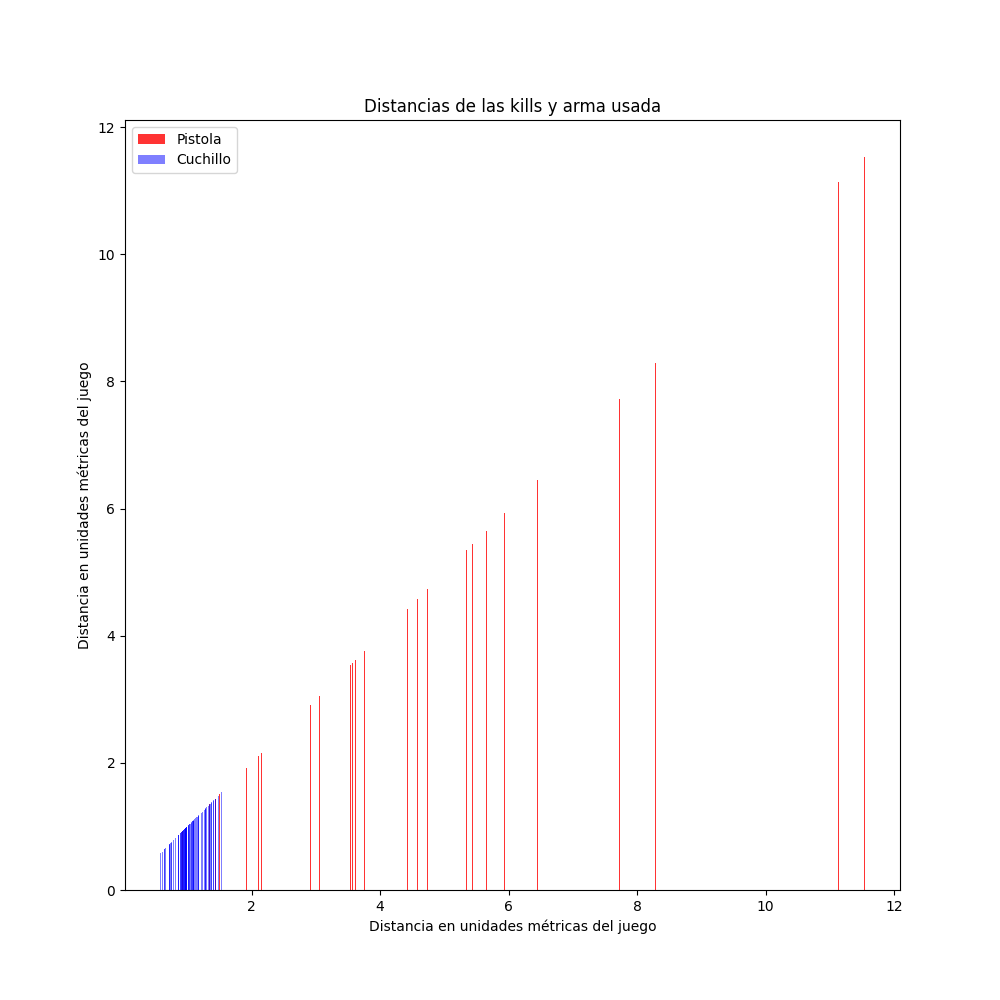 Distancias de las kills y arma usada
Pistola
Cuchillo
12
10
8
6
4
2
0
Distancia en unidades métricas del juego
2
4
6
8
10
12
Distancia en unidades métricas del juego